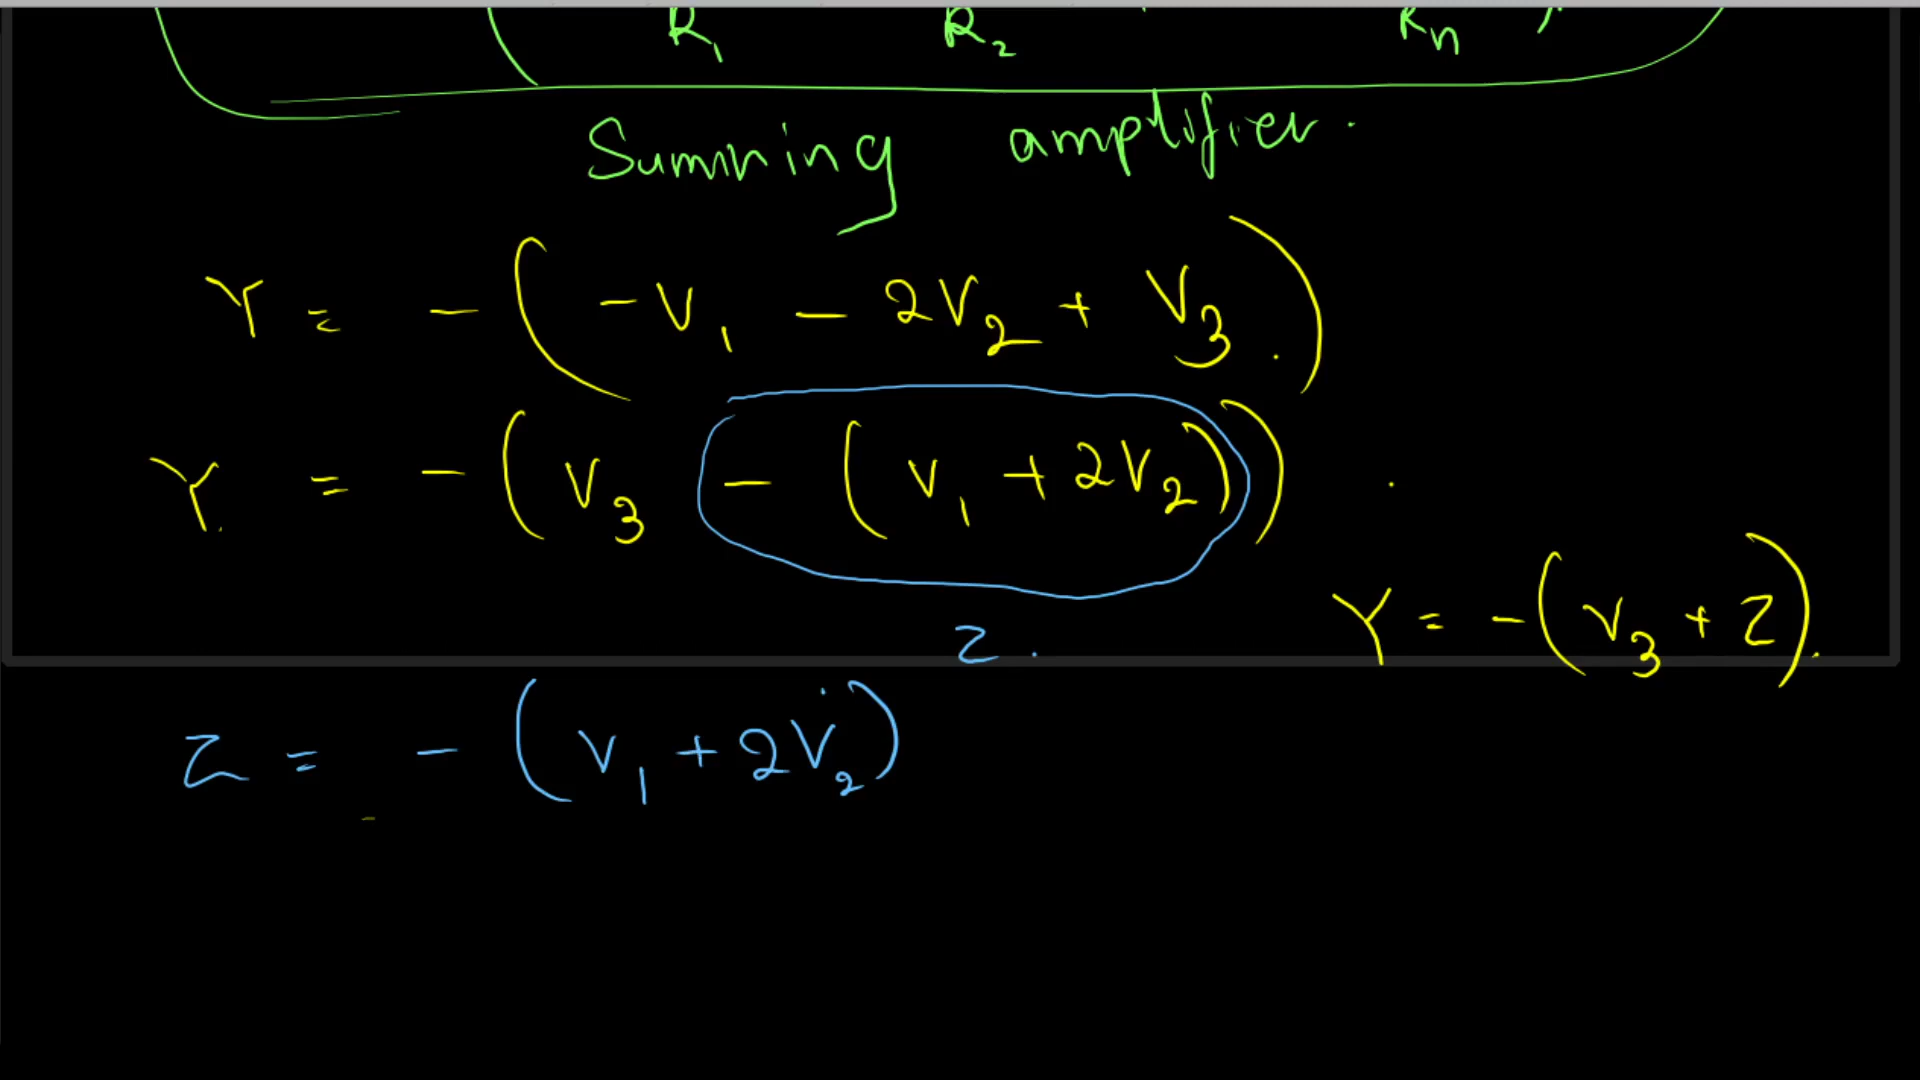 R₁ R₂ Rn
Summing amplifier.
Y = - ( - V₁ - 2V₂ + V₃ )
Y = - ( V₃ - ( V₁ + 2V₂ ) )
Z.
Y = - ( V₃ + Z ).
Z = - ( V₁ + 2V₂ )